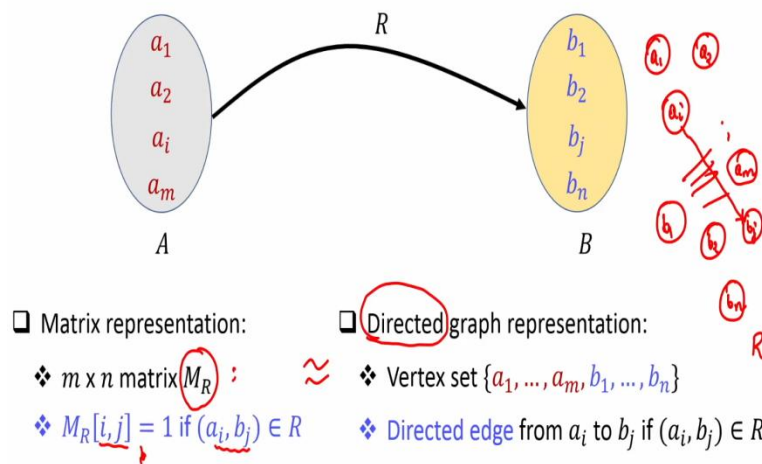 R
a₁
a₂
aᵢ
aₘ
A
b₁
b₂
bⱼ
bₙ
B
a₁ a₂
aᵢ
aₘ
b₁ b₂ bⱼ
bₙ
R
❑ Matrix representation:
❖ m x n matrix M_R :
❖ M_R[i, j] = 1 if (aᵢ, bⱼ) ∈ R
≈
❑ Directed graph representation:
❖ Vertex set {a₁, …, aₘ, b₁, …, bₙ}
❖ Directed edge from aᵢ to bⱼ if (aᵢ, bⱼ) ∈ R